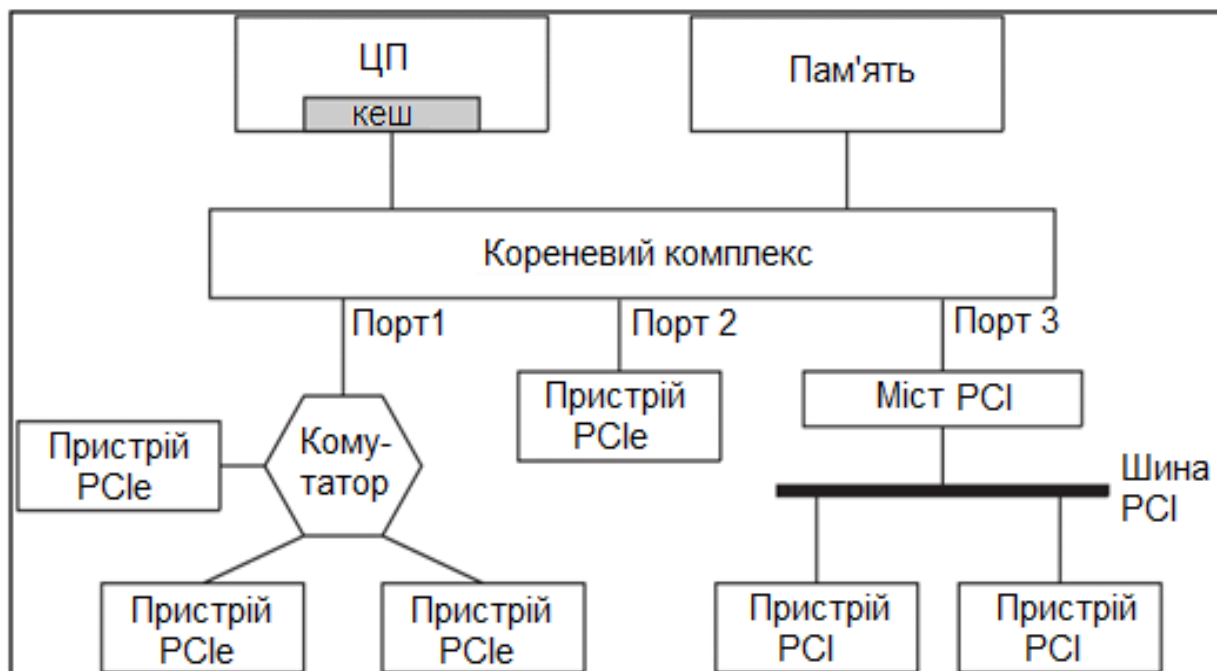 ЦП
кеш
Пам'ять
Кореневий комплекс
Порт1
Порт 2
Порт 3
Пристрій
PCIe
Міст PCI
Пристрій
PCIe
Кому-
татор
Шина
PCI
Пристрій
PCIe
Пристрій
PCIe
Пристрій
PCI
Пристрій
PCI